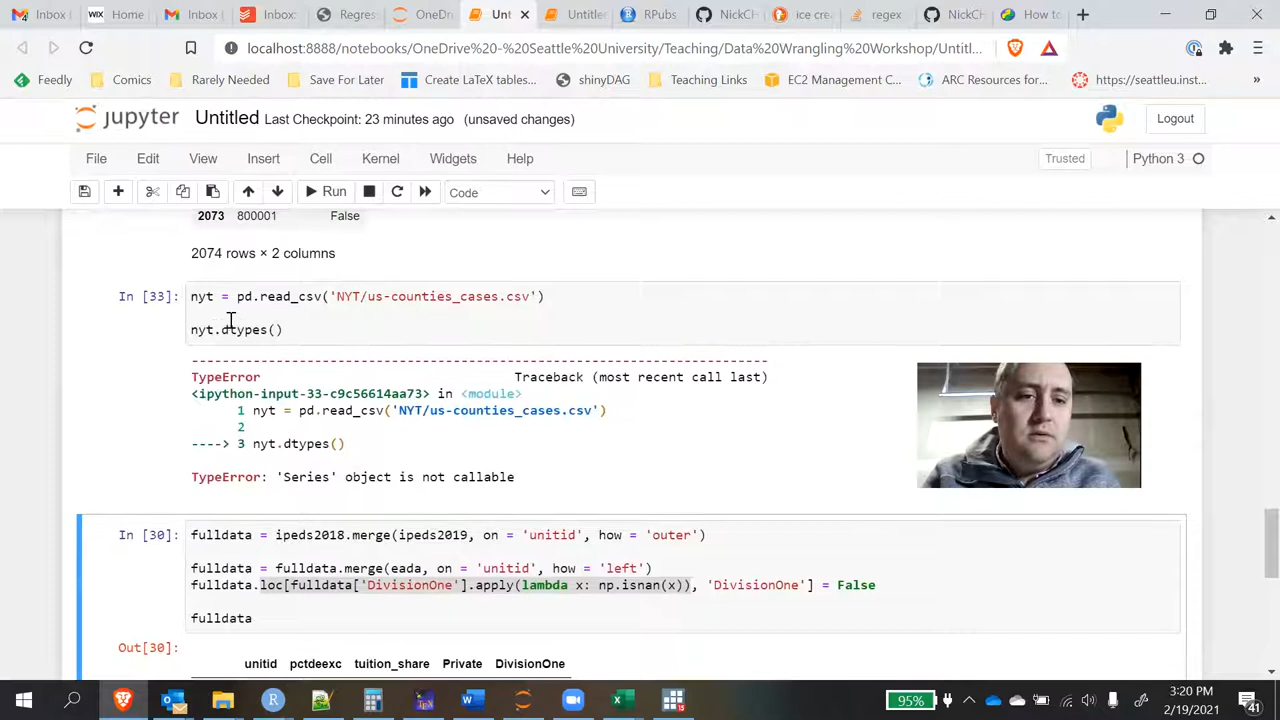 Inbox (
Home
Inbox (
Inbox
Regres
OneDri
Unt
Untitler
RPubs
NickCh
ice crea
regex
NickCh
How to
localhost:8888/notebooks/OneDrive%20-%20Seattle%20University/Teaching/Data%20Wrangling%20Workshop/Untitl...
Feedly
Comics
Rarely Needed
Save For Later
Create LaTeX tables...
shinyDAG
Teaching Links
EC2 Management C...
ARC Resources for...
https://seattleu.inst...
»
jupyter Untitled Last Checkpoint: 23 minutes ago (unsaved changes)
Logout
File Edit View Insert Cell Kernel Widgets Help
Trusted
Python 3
Run
Code
2073 800001 False
2074 rows × 2 columns
In [33]: nyt = pd.read_csv('NYT/us-counties_cases.csv')
nyt.dtypes()
---------------------------------------------------------------------------
TypeError Traceback (most recent call last)
<ipython-input-33-c9c56614aa73> in <module>
1 nyt = pd.read_csv('NYT/us-counties_cases.csv')
2
----> 3 nyt.dtypes()
TypeError: 'Series' object is not callable
In [30]: fulldata = ipeds2018.merge(ipeds2019, on = 'unitid', how = 'outer')
fulldata = fulldata.merge(eada, on = 'unitid', how = 'left')
fulldata.loc[fulldata['DivisionOne'].apply(lambda x: np.isnan(x)), 'DivisionOne'] = False
fulldata
Out[30]:
unitid pctdeexc tuition_share Private DivisionOne
95%
3:20 PM
2/19/2021
41